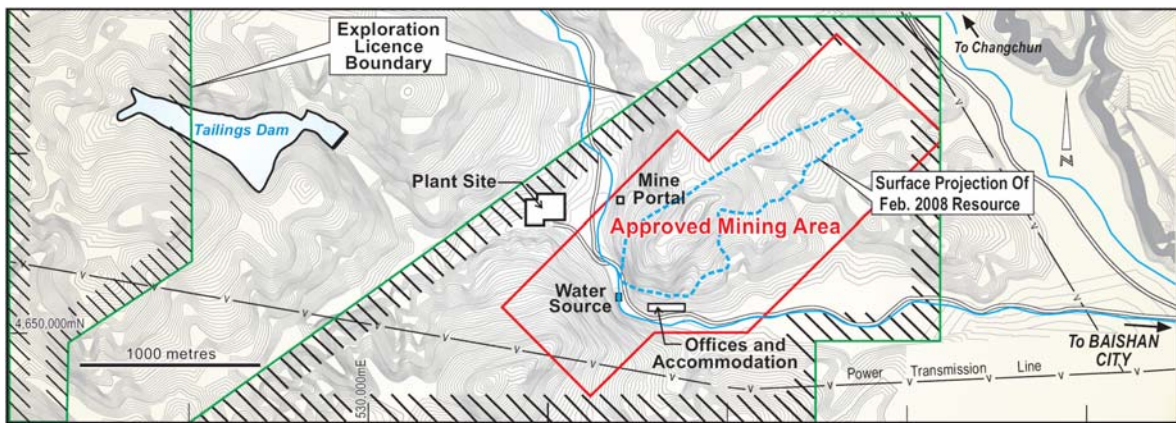 Exploration
Licence
Boundary
To Changchun
Tailings Dam
N
Plant Site
Mine
Portal
Surface Projection Of
Feb. 2008 Resource
Approved Mining Area
Water
Source
4,650,000mN
Offices and
Accommodation
To BAISHAN
CITY
1000 metres
530,000mE
Power Transmission Line
V V V V V V V V V V V V